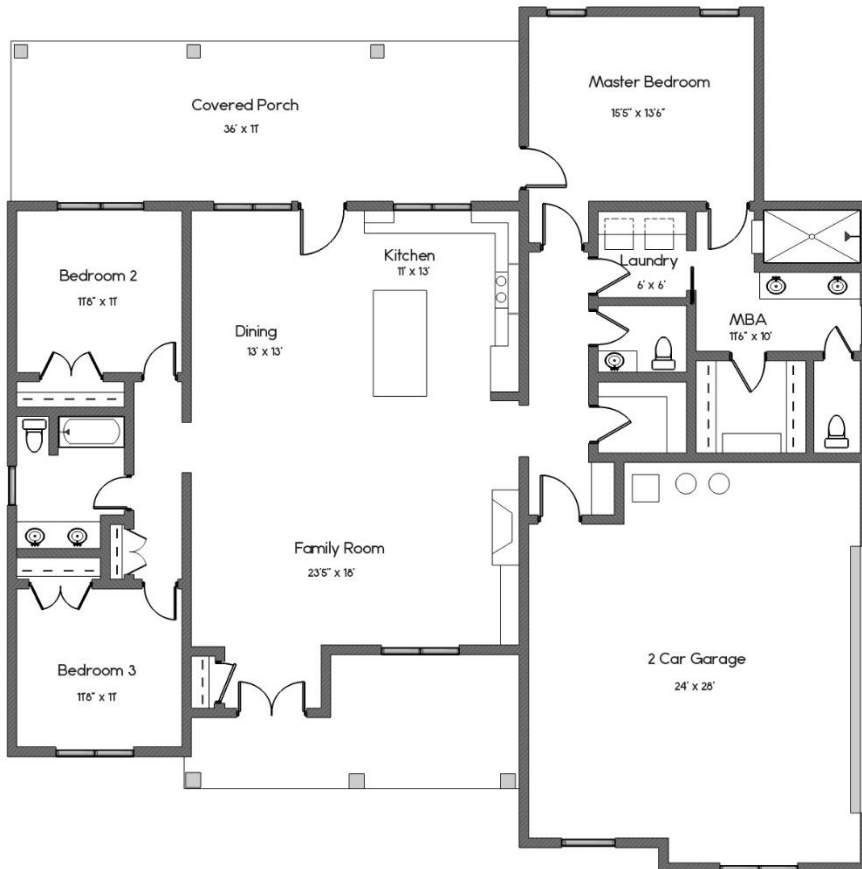 Master Bedroom
15'5" x 13'6"
Covered Porch
36' x 11'
Bedroom 2
11'8" x 11'
Kitchen
11' x 13'
Laundry
6' x 6'
Dining
13' x 13'
MBA
11'6" x 10'
Family Room
23'5" x 18'
Bedroom 3
11'8" x 11'
2 Car Garage
24' x 28'